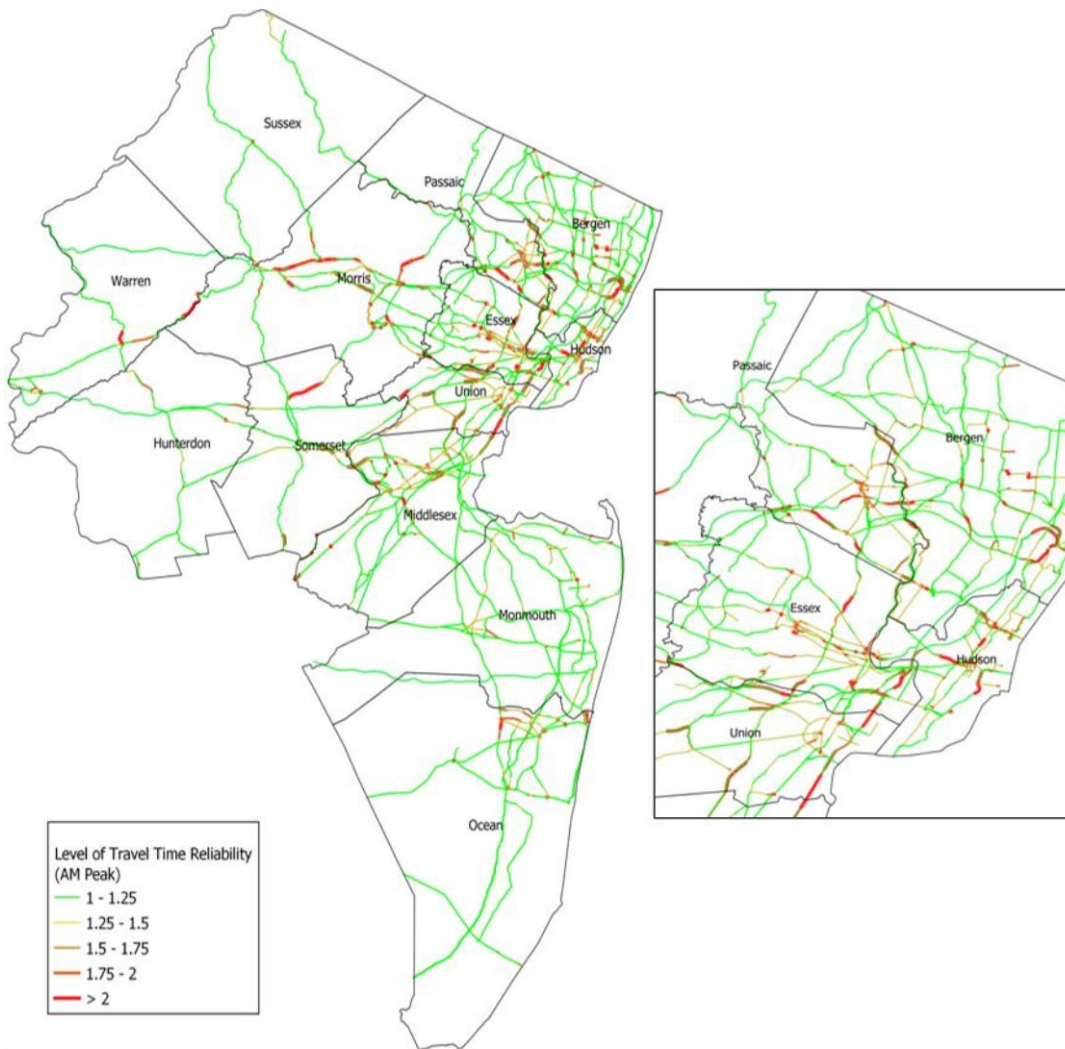 Sussex
Passaic
Bergen
Warren
Morris
Essex
Hudson
Union
Hunterdon
Somerset
Middlesex
Monmouth
Ocean
Passaic
Bergen
Essex
Hudson
Union
Level of Travel Time Reliability
(AM Peak)
1 - 1.25
1.25 - 1.5
1.5 - 1.75
1.75 - 2
> 2